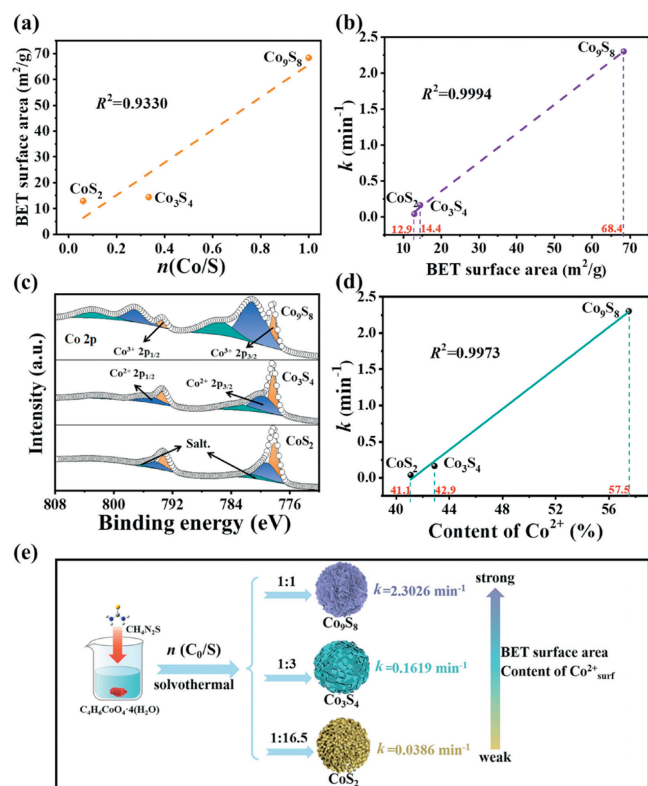 (a)
BET surface area (m²/g)
70
60
50
40
30
20
10
0
R²=0.9330
Co₉S₈
CoS₂
Co₃S₄
0.0 0.2 0.4 0.6 0.8 1.0
n(Co/S)
(b)
k (min⁻¹)
2.5
2.0
1.5
1.0
0.5
0.0
R²=0.9994
Co₉S₈
CoS₂
Co₃S₄
12.9 14.4 68.4
10 20 30 40 50 60 70
BET surface area (m²/g)
(c)
Intensity (a.u.)
Co 2p
Co₉S₈
Co³⁺ 2p₁/₂
Co³⁺ 2p₃/₂
Co²⁺ 2p₁/₂
Co²⁺ 2p₃/₂
Co₃S₄
Salt.
CoS₂
808 800 792 784 776
Binding energy (eV)
(d)
k (min⁻¹)
2.5
2.0
1.5
1.0
0.5
0.0
R²=0.9973
Co₉S₈
CoS₂
Co₃S₄
41.1 42.9 57.5
40 44 48 52 56
Content of Co²⁺ (%)
(e)
CH₄N₂S
C₄H₆CoO₄·4(H₂O)
n (C₀/S)
solvothermal
1:1
Co₉S₈
k=2.3026 min⁻¹
1:3
Co₃S₄
k=0.1619 min⁻¹
1:16.5
CoS₂
k=0.0386 min⁻¹
strong
BET surface area
Content of Co²⁺surf
weak